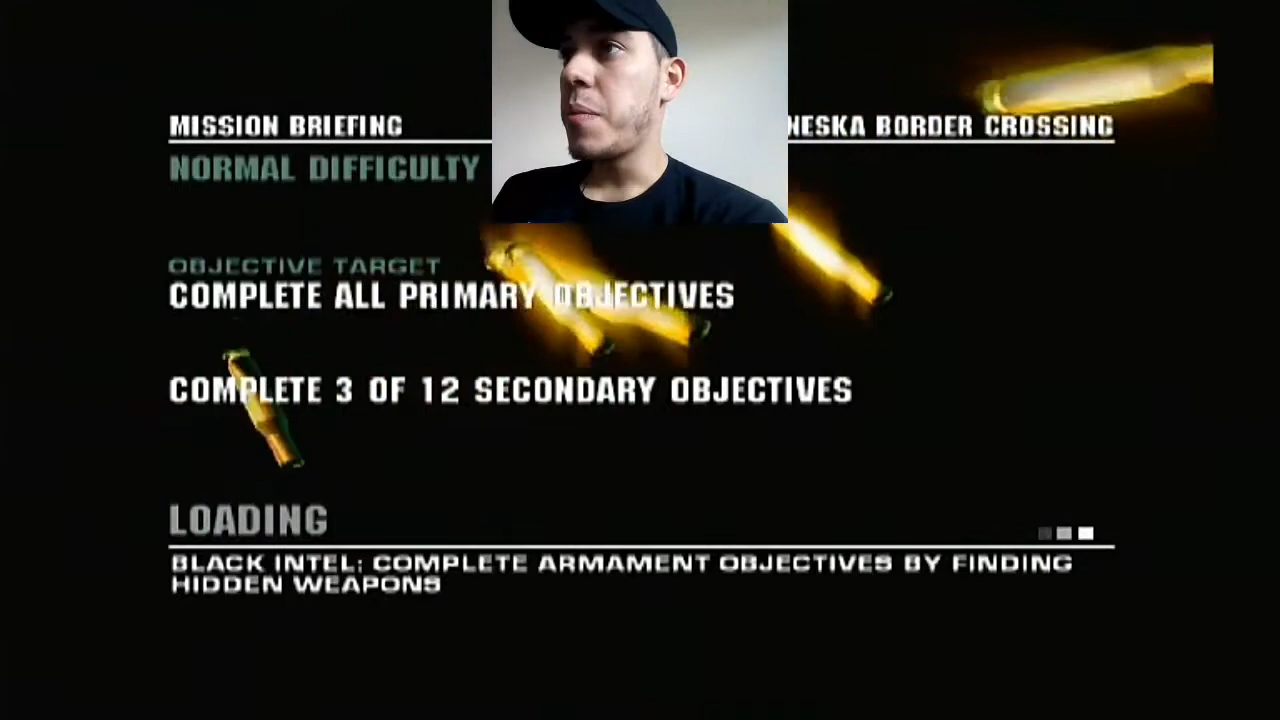 MISSION BRIEFING
NESKA BORDER CROSSING
NORMAL DIFFICULTY
OBJECTIVE TARGET
COMPLETE ALL PRIMARY OBJECTIVES
COMPLETE 3 OF 12 SECONDARY OBJECTIVES
LOADING
BLACK INTEL: COMPLETE ARMAMENT OBJECTIVES BY FINDING
HIDDEN WEAPONS